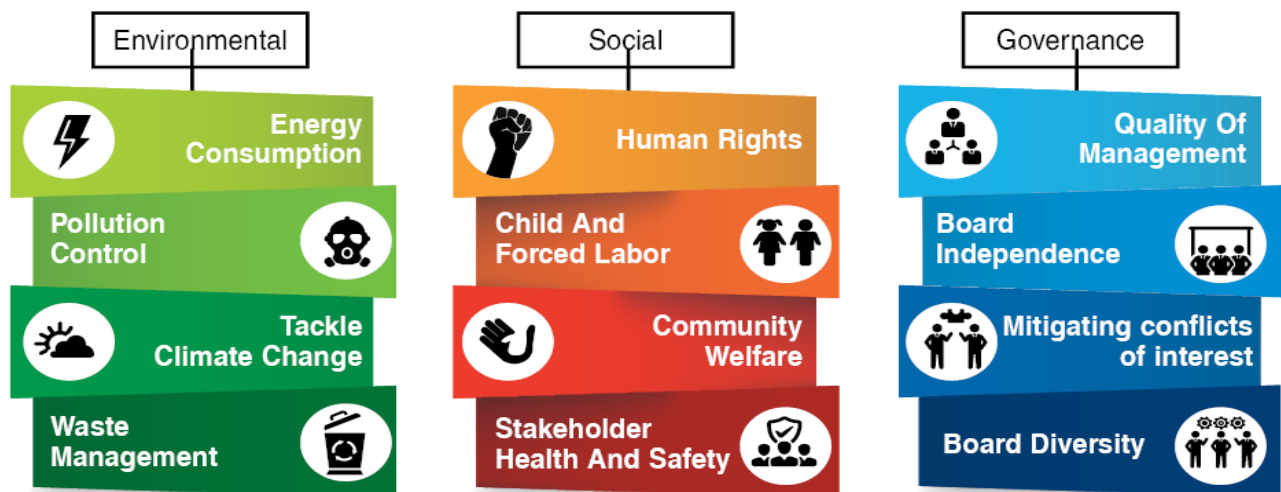 Environmental
Energy
Consumption
Pollution
Control
Tackle
Climate Change
Waste
Management
Social
Human Rights
Child And
Forced Labor
Community
Welfare
Stakeholder
Health And Safety
Governance
Quality Of
Management
Board
Independence
Mitigating conflicts
of interest
Board Diversity